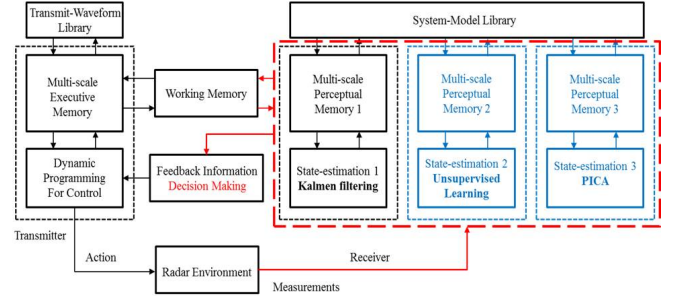 Transmit-Waveform
Library
System-Model Library
Multi-scale
Executive
Memory
Working Memory
Multi-scale
Perceptual
Memory 1
Multi-scale
Perceptual
Memory 2
Multi-scale
Perceptual
Memory 3
Dynamic
Programming
For Control
Feedback Information
Decision Making
State-estimation 1
Kalmen filtering
State-estimation 2
Unsupervised
Learning
State-estimation 3
PICA
Transmitter
Action
Radar Environment
Receiver
Measurements